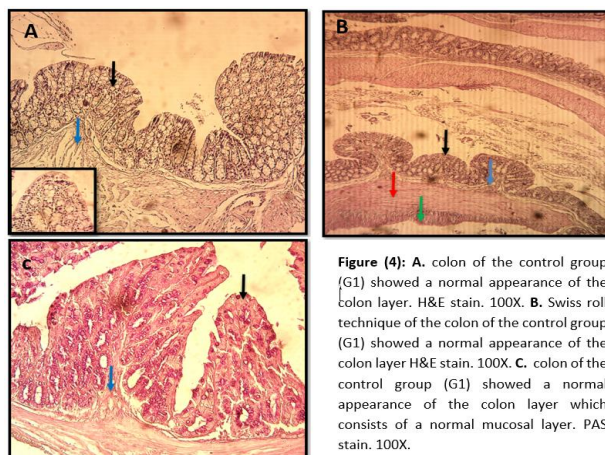 A
B
C
Figure (4): A. colon of the control group
(G1) showed a normal appearance of the
colon layer. H&E stain. 100X. B. Swiss roll
technique of the colon of the control group
(G1) showed a normal appearance of the
colon layer H&E stain. 100X. C. colon of the
control group (G1) showed a normal
appearance of the colon layer which
consists of a normal mucosal layer. PAS
stain. 100X.